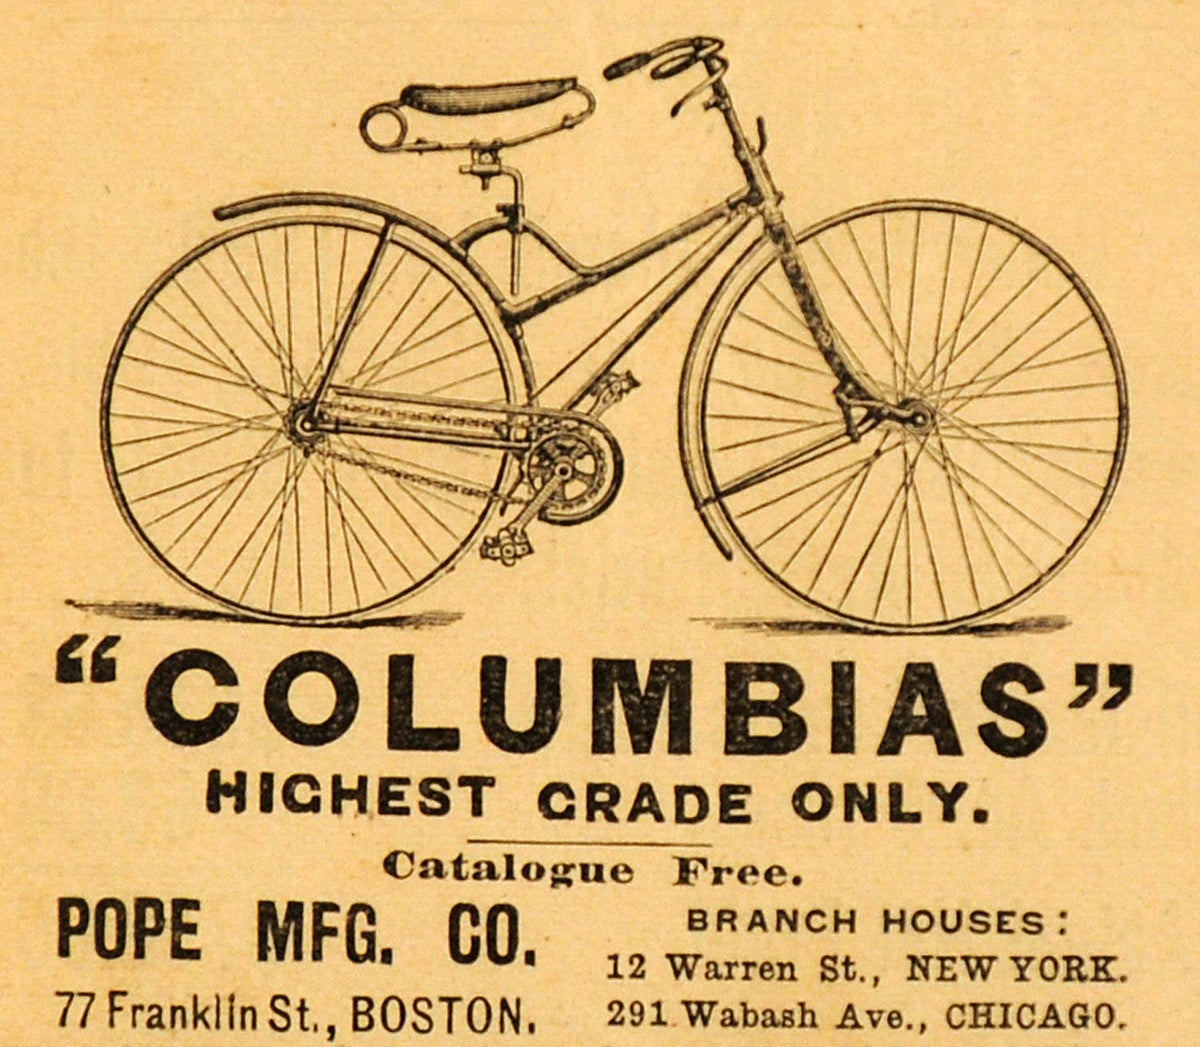 “COLUMBIAS”
HIGHEST GRADE ONLY.
Catalogue Free.
POPE MFG. CO.
77 Franklin St., BOSTON.
BRANCH HOUSES:
12 Warren St., NEW YORK.
291 Wabash Ave., CHICAGO.